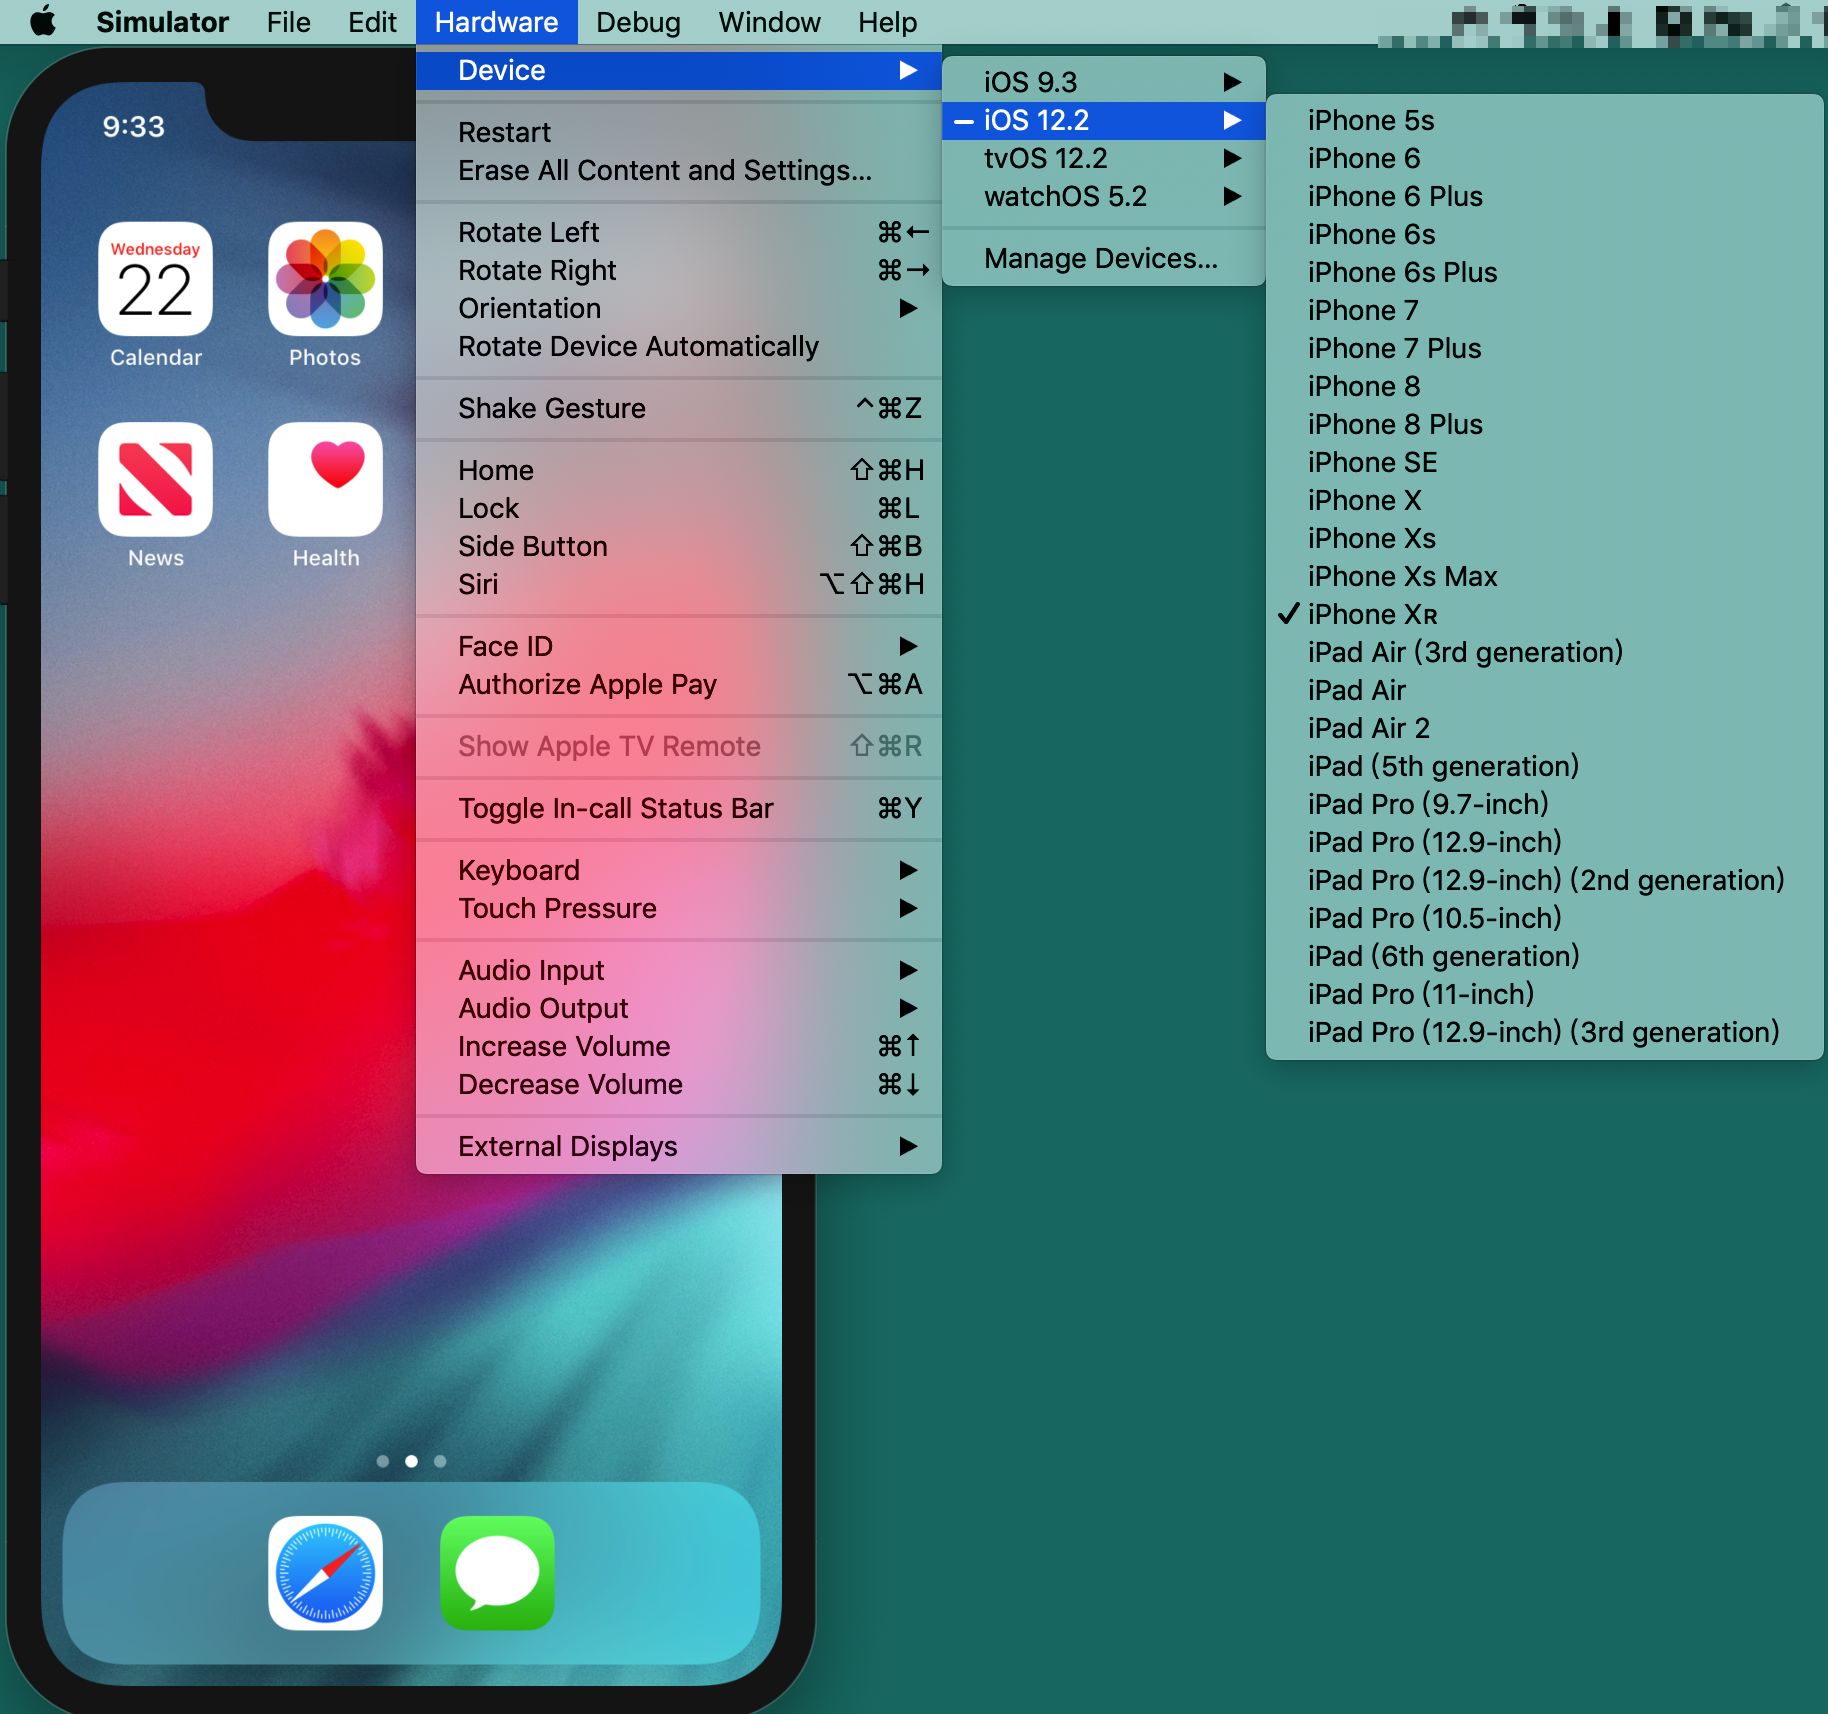 Simulator File Edit Hardware Debug Window Help
9:33
Wednesday
22
Calendar
Photos
News
Health
Device
Restart
Erase All Content and Settings...
Rotate Left ⌘←
Rotate Right ⌘→
Orientation
Rotate Device Automatically
Shake Gesture ^⌘Z
Home ⇧⌘H
Lock ⌘L
Side Button ⇧⌘B
Siri ⌥⇧⌘H
Face ID
Authorize Apple Pay ⌥⌘A
Show Apple TV Remote ⇧⌘R
Toggle In-call Status Bar ⌘Y
Keyboard
Touch Pressure
Audio Input
Audio Output
Increase Volume ⌘↑
Decrease Volume ⌘↓
External Displays
iOS 9.3
iOS 12.2
tvOS 12.2
watchOS 5.2
Manage Devices...
iPhone 5s
iPhone 6
iPhone 6 Plus
iPhone 6s
iPhone 6s Plus
iPhone 7
iPhone 7 Plus
iPhone 8
iPhone 8 Plus
iPhone SE
iPhone X
iPhone Xs
iPhone Xs Max
✓ iPhone Xʀ
iPad Air (3rd generation)
iPad Air
iPad Air 2
iPad (5th generation)
iPad Pro (9.7-inch)
iPad Pro (12.9-inch)
iPad Pro (12.9-inch) (2nd generation)
iPad Pro (10.5-inch)
iPad (6th generation)
iPad Pro (11-inch)
iPad Pro (12.9-inch) (3rd generation)